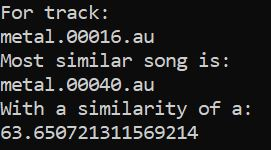 For track:
metal.00016.au
Most similar song is:
metal.00040.au
With a similarity of a:
63.650721311569214